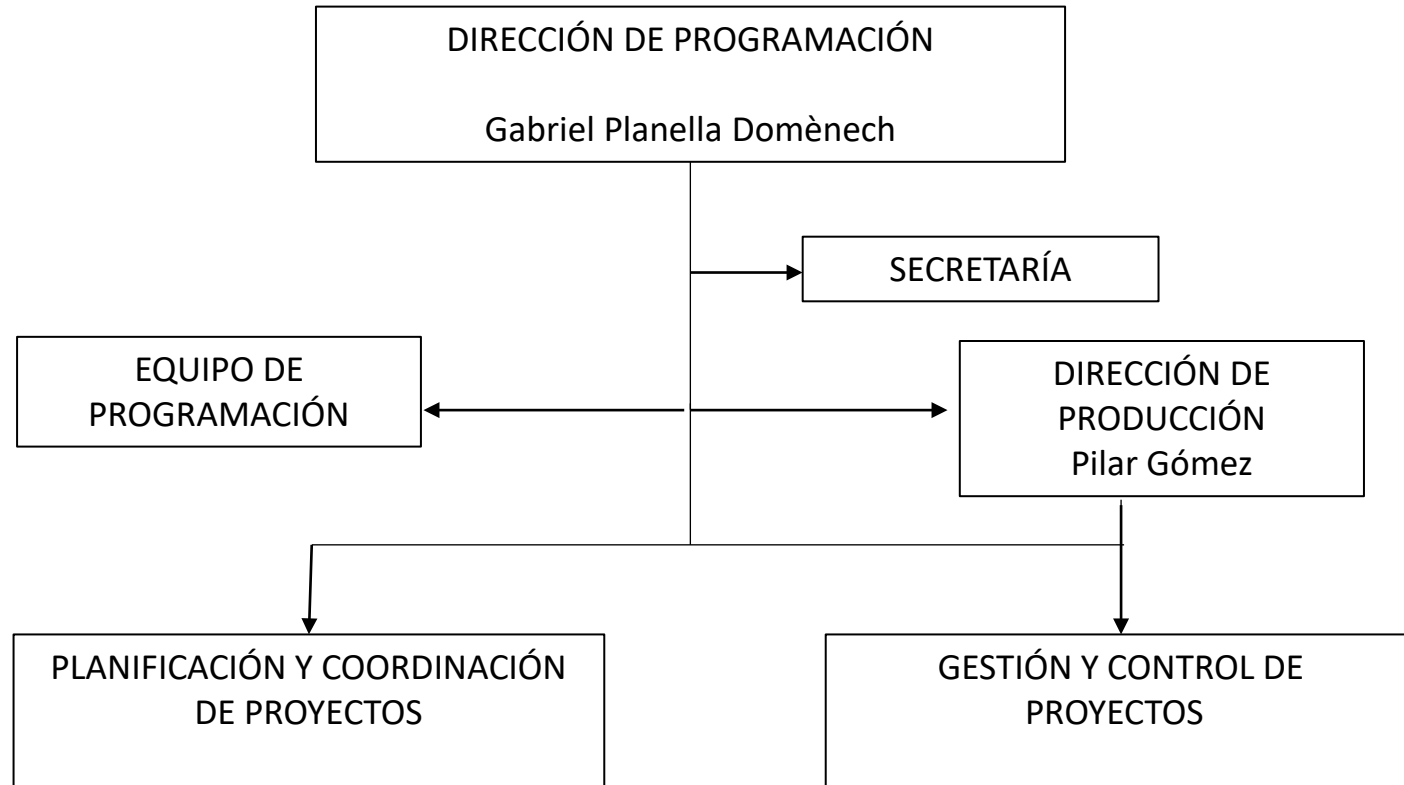 DIRECCIÓN DE PROGRAMACIÓN
Gabriel Planella Domènech
SECRETARÍA
EQUIPO DE
PROGRAMACIÓN
DIRECCIÓN DE
PRODUCCIÓN
Pilar Gómez
PLANIFICACIÓN Y COORDINACIÓN
DE PROYECTOS
GESTIÓN Y CONTROL DE
PROYECTOS